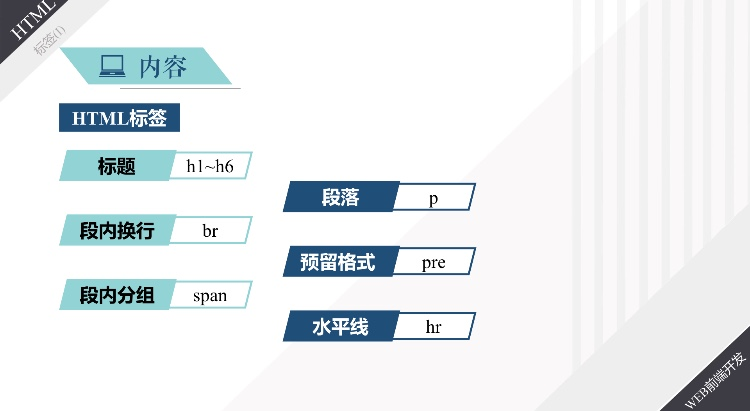 HTML
标签(1)
内容
HTML标签
标题 h1~h6
段落 p
段内换行 br
预留格式 pre
段内分组 span
水平线 hr
WEB前端开发